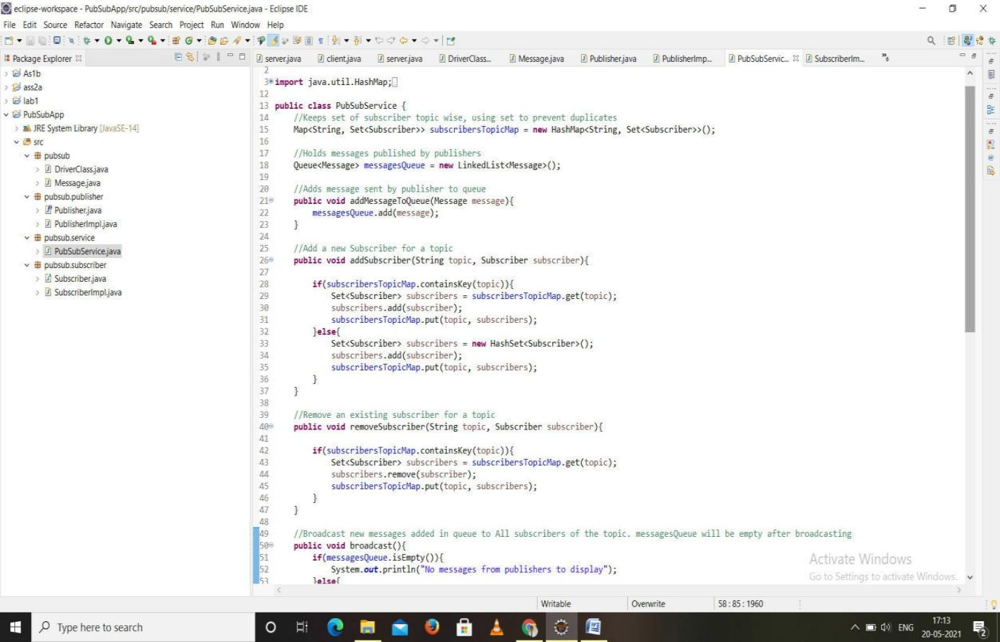 eclipse-workspace - PubSubApp/src/pubsub/service/PubSubService.java - Eclipse IDE
File Edit Source Refactor Navigate Search Project Run Window Help
Package Explorer
As1b
ass2a
lab1
PubSubApp
JRE System Library [JavaSE-14]
src
pubsub
DriverClass.java
Message.java
pubsub.publisher
Publisher.java
PublisherImpl.java
pubsub.service
PubSubService.java
pubsub.subscriber
Subscriber.java
SubscriberImpl.java
server.java client.java server.java DriverClass... Message.java Publisher.java PublisherImp... PubSubServic... SubscriberIm... »6
2
3 import java.util.HashMap;
12
13 public class PubSubService {
14 //Keeps set of subscriber topic wise, using set to prevent duplicates
15 Map<String, Set<Subscriber>> subscribersTopicMap = new HashMap<String, Set<Subscriber>>();
16
17 //Holds messages published by publishers
18 Queue<Message> messagesQueue = new LinkedList<Message>();
19
20 //Adds message sent by publisher to queue
21 public void addMessageToQueue(Message message){
22 messagesQueue.add(message);
23 }
24
25 //Add a new Subscriber for a topic
26 public void addSubscriber(String topic, Subscriber subscriber){
27
28 if(subscribersTopicMap.containsKey(topic)){
29 Set<Subscriber> subscribers = subscribersTopicMap.get(topic);
30 subscribers.add(subscriber);
31 subscribersTopicMap.put(topic, subscribers);
32 }else{
33 Set<Subscriber> subscribers = new HashSet<Subscriber>();
34 subscribers.add(subscriber);
35 subscribersTopicMap.put(topic, subscribers);
36 }
37 }
38
39 //Remove an existing subscriber for a topic
40 public void removeSubscriber(String topic, Subscriber subscriber){
41
42 if(subscribersTopicMap.containsKey(topic)){
43 Set<Subscriber> subscribers = subscribersTopicMap.get(topic);
44 subscribers.remove(subscriber);
45 subscribersTopicMap.put(topic, subscribers);
46 }
47 }
48
49 //Broadcast new messages added in queue to All subscribers of the topic. messagesQueue will be empty after broadcasting
50 public void broadcast(){
51 if(messagesQueue.isEmpty()){
52 System.out.println("No messages from publishers to display");
53 }else{
Activate Windows
Go to Settings to activate Windows.
Writable Overwrite 58 : 85 : 1960
Type here to search
ENG
17:13
20-05-2021
2